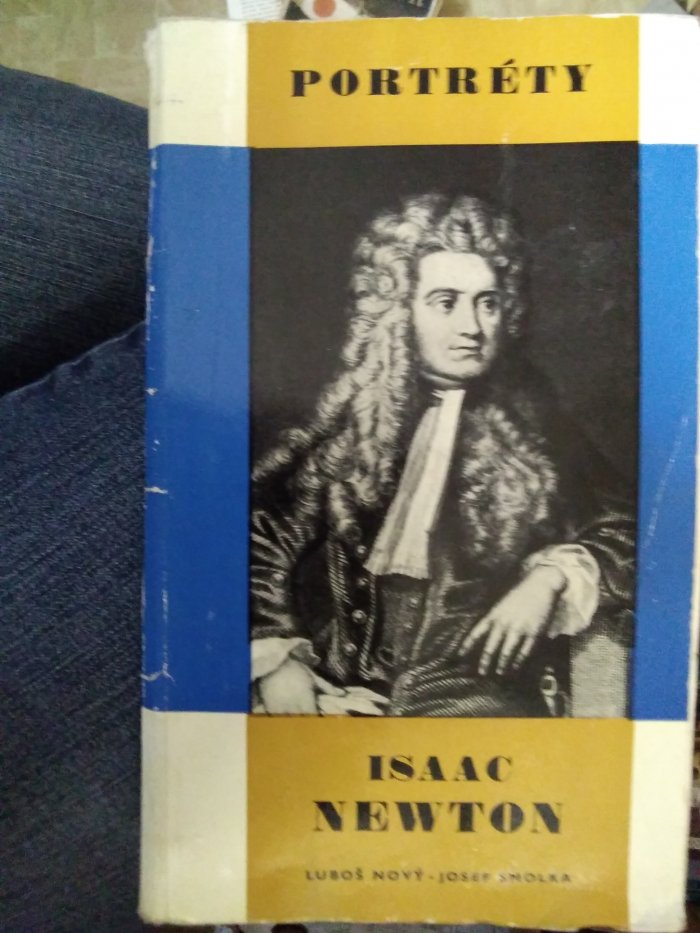 PORTRÉTY
ISAAC
NEWTON
LUBOŠ NOVÝ - JOSEF SMOLKA